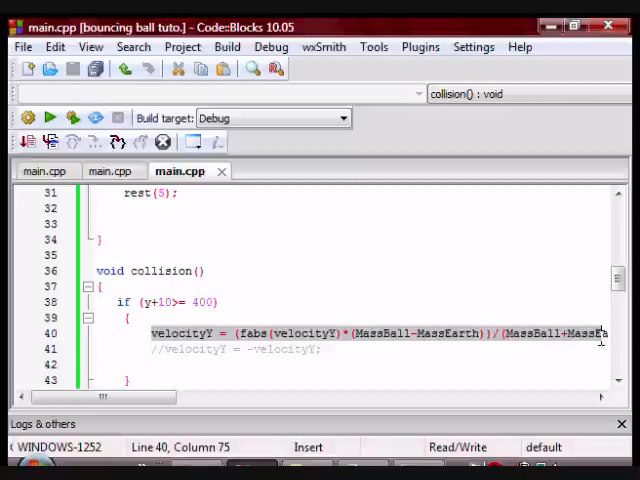 main.cpp [bouncing ball tuto.] - Code::Blocks 10.05
File Edit View Search Project Build Debug wxSmith Tools Plugins Settings Help
collision() : void
Build target: Debug
main.cpp main.cpp main.cpp
31 rest(5);
32
33
34 }
35
36 void collision()
37 {
38 if (y+10>= 400)
39 {
40 velocityY = (fabs(velocityY)*(MassBall-MassEarth))/(MassBall+MassEa
41 //velocityY = -velocityY;
42
43 }
Logs & others
WINDOWS-1252 Line 40, Column 75 Insert Read/Write default